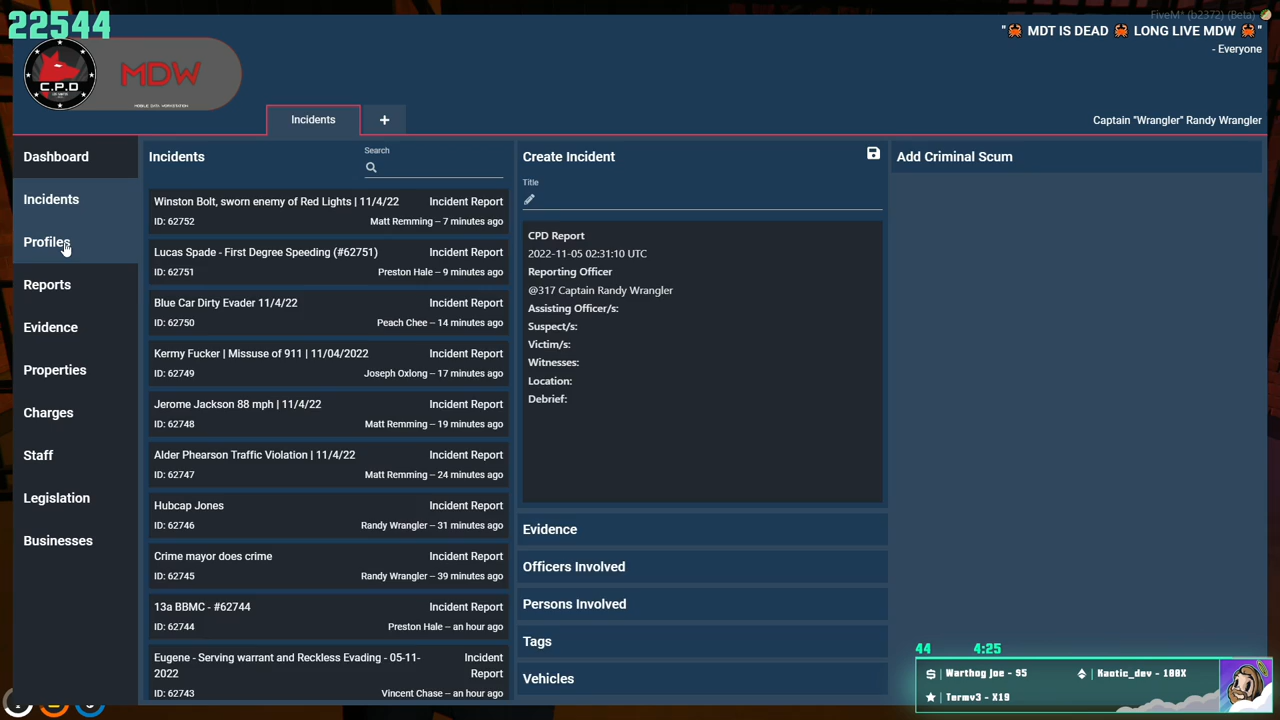 22544
FiveM* (b2372) (Beta)
" 🦀 MDT IS DEAD 🦀 LONG LIVE MDW 🦀 "
- Everyone
C.P.D
MDW
MOBILE DATA WORKSTATION
Incidents
+
Captain "Wrangler" Randy Wrangler
Dashboard
Incidents
Profiles
Reports
Evidence
Properties
Charges
Staff
Legislation
Businesses
Incidents
Search
Winston Bolt, sworn enemy of Red Lights | 11/4/22 Incident Report
ID: 62752 Matt Remming – 7 minutes ago
Lucas Spade - First Degree Speeding (#62751) Incident Report
ID: 62751 Preston Hale – 9 minutes ago
Blue Car Dirty Evader 11/4/22 Incident Report
ID: 62750 Peach Chee – 14 minutes ago
Kermy Fucker | Missuse of 911 | 11/04/2022 Incident Report
ID: 62749 Joseph Oxlong – 17 minutes ago
Jerome Jackson 88 mph | 11/4/22 Incident Report
ID: 62748 Matt Remming – 19 minutes ago
Alder Phearson Traffic Violation | 11/4/22 Incident Report
ID: 62747 Matt Remming – 24 minutes ago
Hubcap Jones Incident Report
ID: 62746 Randy Wrangler – 31 minutes ago
Crime mayor does crime Incident Report
ID: 62745 Randy Wrangler – 39 minutes ago
13a BBMC - #62744 Incident Report
ID: 62744 Preston Hale – an hour ago
Eugene - Serving warrant and Reckless Evading - 05-11- Incident
2022 Report
ID: 62743 Vincent Chase – an hour ago
Create Incident
Title
CPD Report
2022-11-05 02:31:10 UTC
Reporting Officer
@317 Captain Randy Wrangler
Assisting Officer/s:
Suspect/s:
Victim/s:
Witnesses:
Location:
Debrief:
Evidence
Officers Involved
Persons Involved
Tags
Vehicles
Add Criminal Scum
44 4:25
Warthog Joe - 95
Kaotic_dev - 100X
Tormv3 - X19